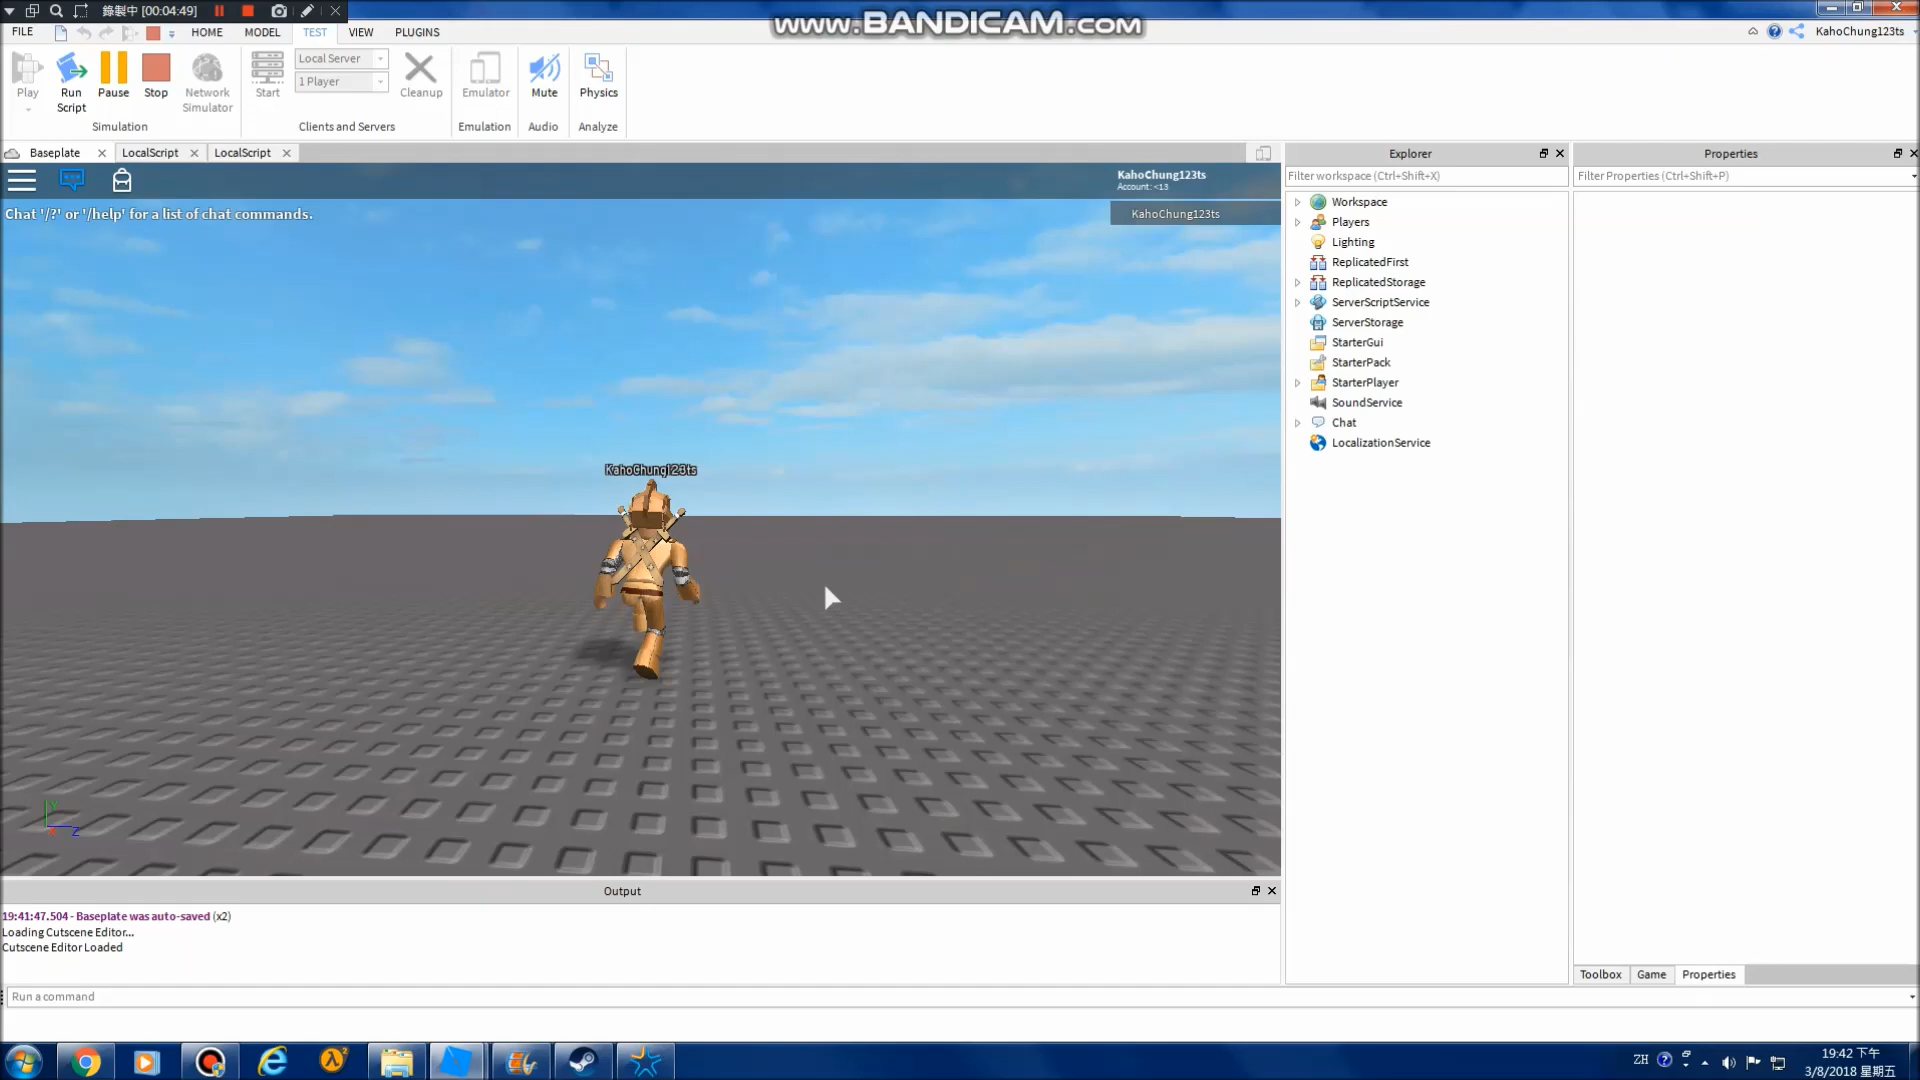 錄製中 [00:04:49]
www.BANDICAM.com
FILE HOME MODEL TEST VIEW PLUGINS KahoChung123ts
Play
Run Script
Pause
Stop
Network Simulator
Simulation
Start
Local Server
1 Player
Cleanup
Clients and Servers
Emulator
Emulation
Mute
Audio
Physics
Analyze
Baseplate LocalScript LocalScript
KahoChung123ts
Account: <13
KahoChung123ts
Chat '/?' or '/help' for a list of chat commands.
KahoChung123ts
Explorer
Filter workspace (Ctrl+Shift+X)
Workspace
Players
Lighting
ReplicatedFirst
ReplicatedStorage
ServerScriptService
ServerStorage
StarterGui
StarterPack
StarterPlayer
SoundService
Chat
LocalizationService
Properties
Filter Properties (Ctrl+Shift+P)
Toolbox Game Properties
Y
X Z
Output
19:41:47.504 - Baseplate was auto-saved (x2)
Loading Cutscene Editor...
Cutscene Editor Loaded
Run a command
ZH
19:42 下午
3/8/2018 星期五